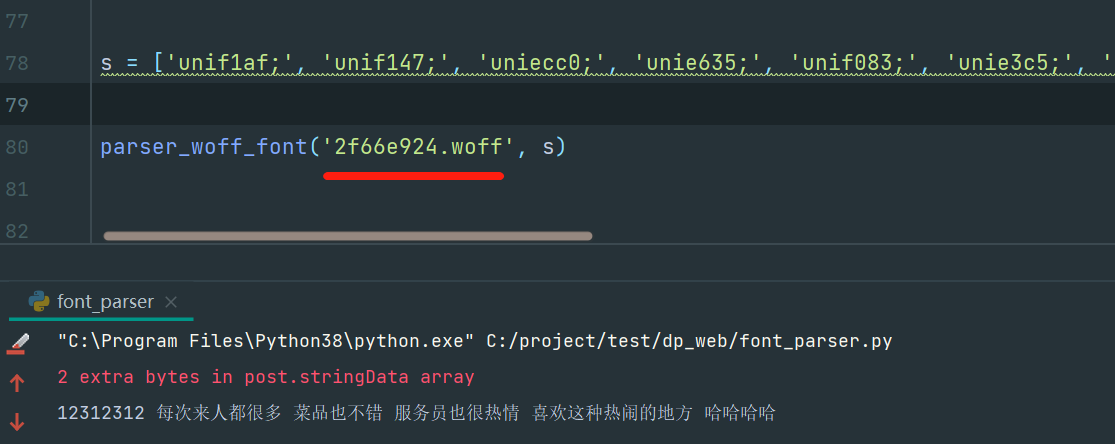 77
78 s = ['unif1af;', 'unif147;', 'uniecc0;', 'unie635;', 'unif083;', 'unie3c5;', '
79
80 parser_woff_font('2f66e924.woff', s)
81
82
font_parser ×
"C:\Program Files\Python38\python.exe" C:/project/test/dp_web/font_parser.py
2 extra bytes in post.stringData array
12312312 每次来人都很多 菜品也不错 服务员也很热情 喜欢这种热闹的地方 哈哈哈哈